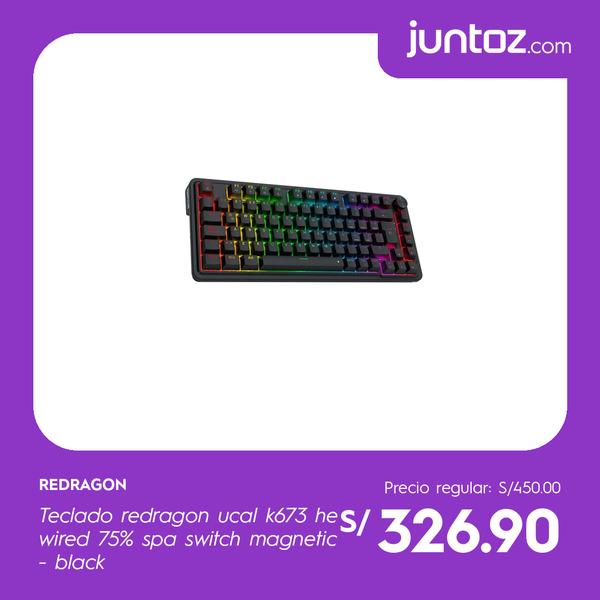 juntoz.com
REDRAGON
Precio regular: S/450.00
Teclado redragon ucal k673 he
wired 75% spa switch magnetic
- black
S/ 326.90